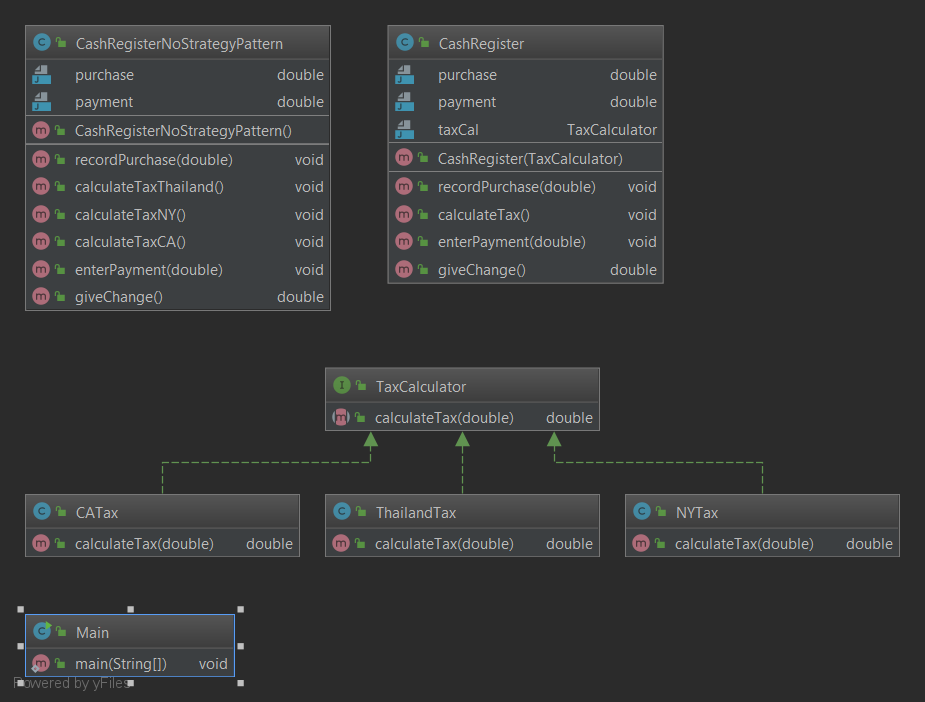 CashRegisterNoStrategyPattern
purchase double
payment double
CashRegisterNoStrategyPattern()
recordPurchase(double) void
calculateTaxThailand() void
calculateTaxNY() void
calculateTaxCA() void
enterPayment(double) void
giveChange() double
CashRegister
purchase double
payment double
taxCal TaxCalculator
CashRegister(TaxCalculator)
recordPurchase(double) void
calculateTax() void
enterPayment(double) void
giveChange() double
TaxCalculator
calculateTax(double) double
CATax
calculateTax(double) double
ThailandTax
calculateTax(double) double
NYTax
calculateTax(double) double
Main
main(String[]) void
Powered by yFiles